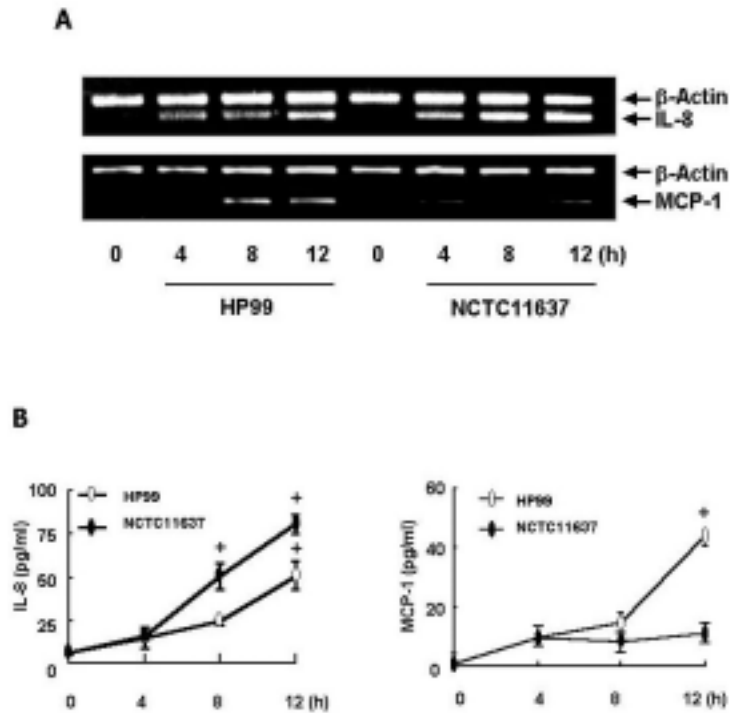 A
β-Actin
IL-8
β-Actin
MCP-1
0 4 8 12 0 4 8 12 (h)
HP99 NCTC11637
B
100
75
50
25
0
IL-8 (pg/ml)
HP99
NCTC11637
+
+
+
0 4 8 12 (h)
60
40
20
0
MCP-1 (pg/ml)
HP99
NCTC11637
+
0 4 8 12 (h)